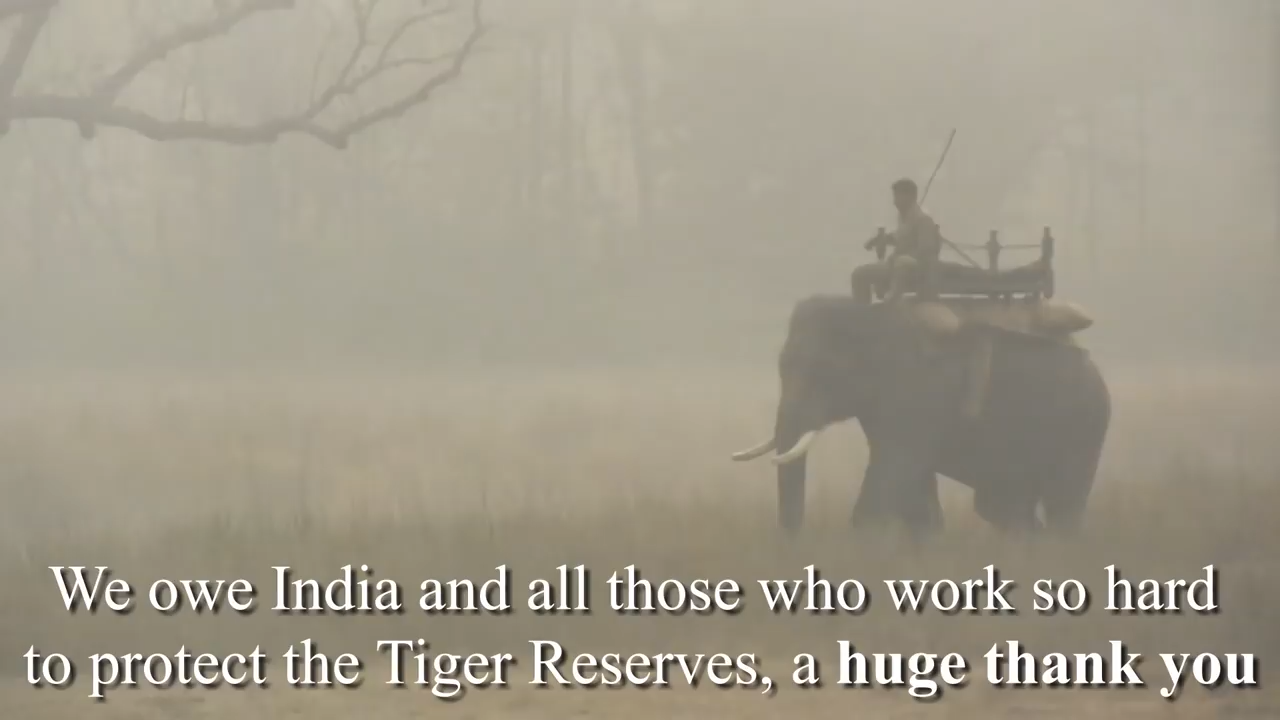 We owe India and all those who work so hard
to protect the Tiger Reserves, a huge thank you